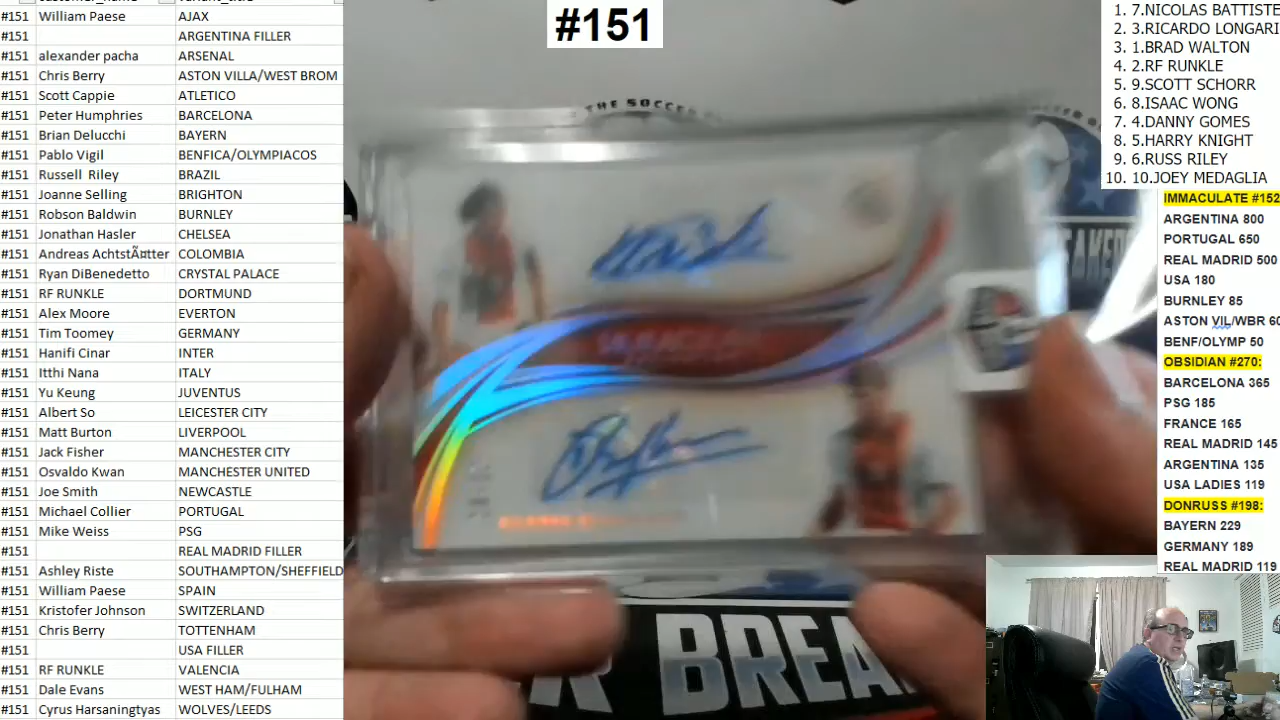 #151 William Paese AJAX
#151 ARGENTINA FILLER
#151 alexander pacha ARSENAL
#151 Chris Berry ASTON VILLA/WEST BROM
#151 Scott Cappie ATLETICO
#151 Peter Humphries BARCELONA
#151 Brian Delucchi BAYERN
#151 Pablo Vigil BENFICA/OLYMPIACOS
#151 Russell Riley BRAZIL
#151 Joanne Selling BRIGHTON
#151 Robson Baldwin BURNLEY
#151 Jonathan Hasler CHELSEA
#151 Andreas AchtstÃ¤tter COLOMBIA
#151 Ryan DiBenedetto CRYSTAL PALACE
#151 RF RUNKLE DORTMUND
#151 Alex Moore EVERTON
#151 Tim Toomey GERMANY
#151 Hanifi Cinar INTER
#151 Itthi Nana ITALY
#151 Yu Keung JUVENTUS
#151 Albert So LEICESTER CITY
#151 Matt Burton LIVERPOOL
#151 Jack Fisher MANCHESTER CITY
#151 Osvaldo Kwan MANCHESTER UNITED
#151 Joe Smith NEWCASTLE
#151 Michael Collier PORTUGAL
#151 Mike Weiss PSG
#151 REAL MADRID FILLER
#151 Ashley Riste SOUTHAMPTON/SHEFFIELD
#151 William Paese SPAIN
#151 Kristofer Johnson SWITZERLAND
#151 Chris Berry TOTTENHAM
#151 USA FILLER
#151 RF RUNKLE VALENCIA
#151 Dale Evans WEST HAM/FULHAM
#151 Cyrus Harsaningtyas WOLVES/LEEDS
#151
THE SOCCER
BREA
BREAKERS
1. 7.NICOLAS BATTISTE
2. 3.RICARDO LONGARI
3. 1.BRAD WALTON
4. 2.RF RUNKLE
5. 9.SCOTT SCHORR
6. 8.ISAAC WONG
7. 4.DANNY GOMES
8. 5.HARRY KNIGHT
9. 6.RUSS RILEY
10. 10.JOEY MEDAGLIA
IMMACULATE #152
ARGENTINA 800
PORTUGAL 650
REAL MADRID 500
USA 180
BURNLEY 85
ASTON VIL/WBR 60
BENF/OLYMP 50
OBSIDIAN #270:
BARCELONA 365
PSG 185
FRANCE 165
REAL MADRID 145
ARGENTINA 135
USA LADIES 119
DONRUSS #198:
BAYERN 229
GERMANY 189
REAL MADRID 119